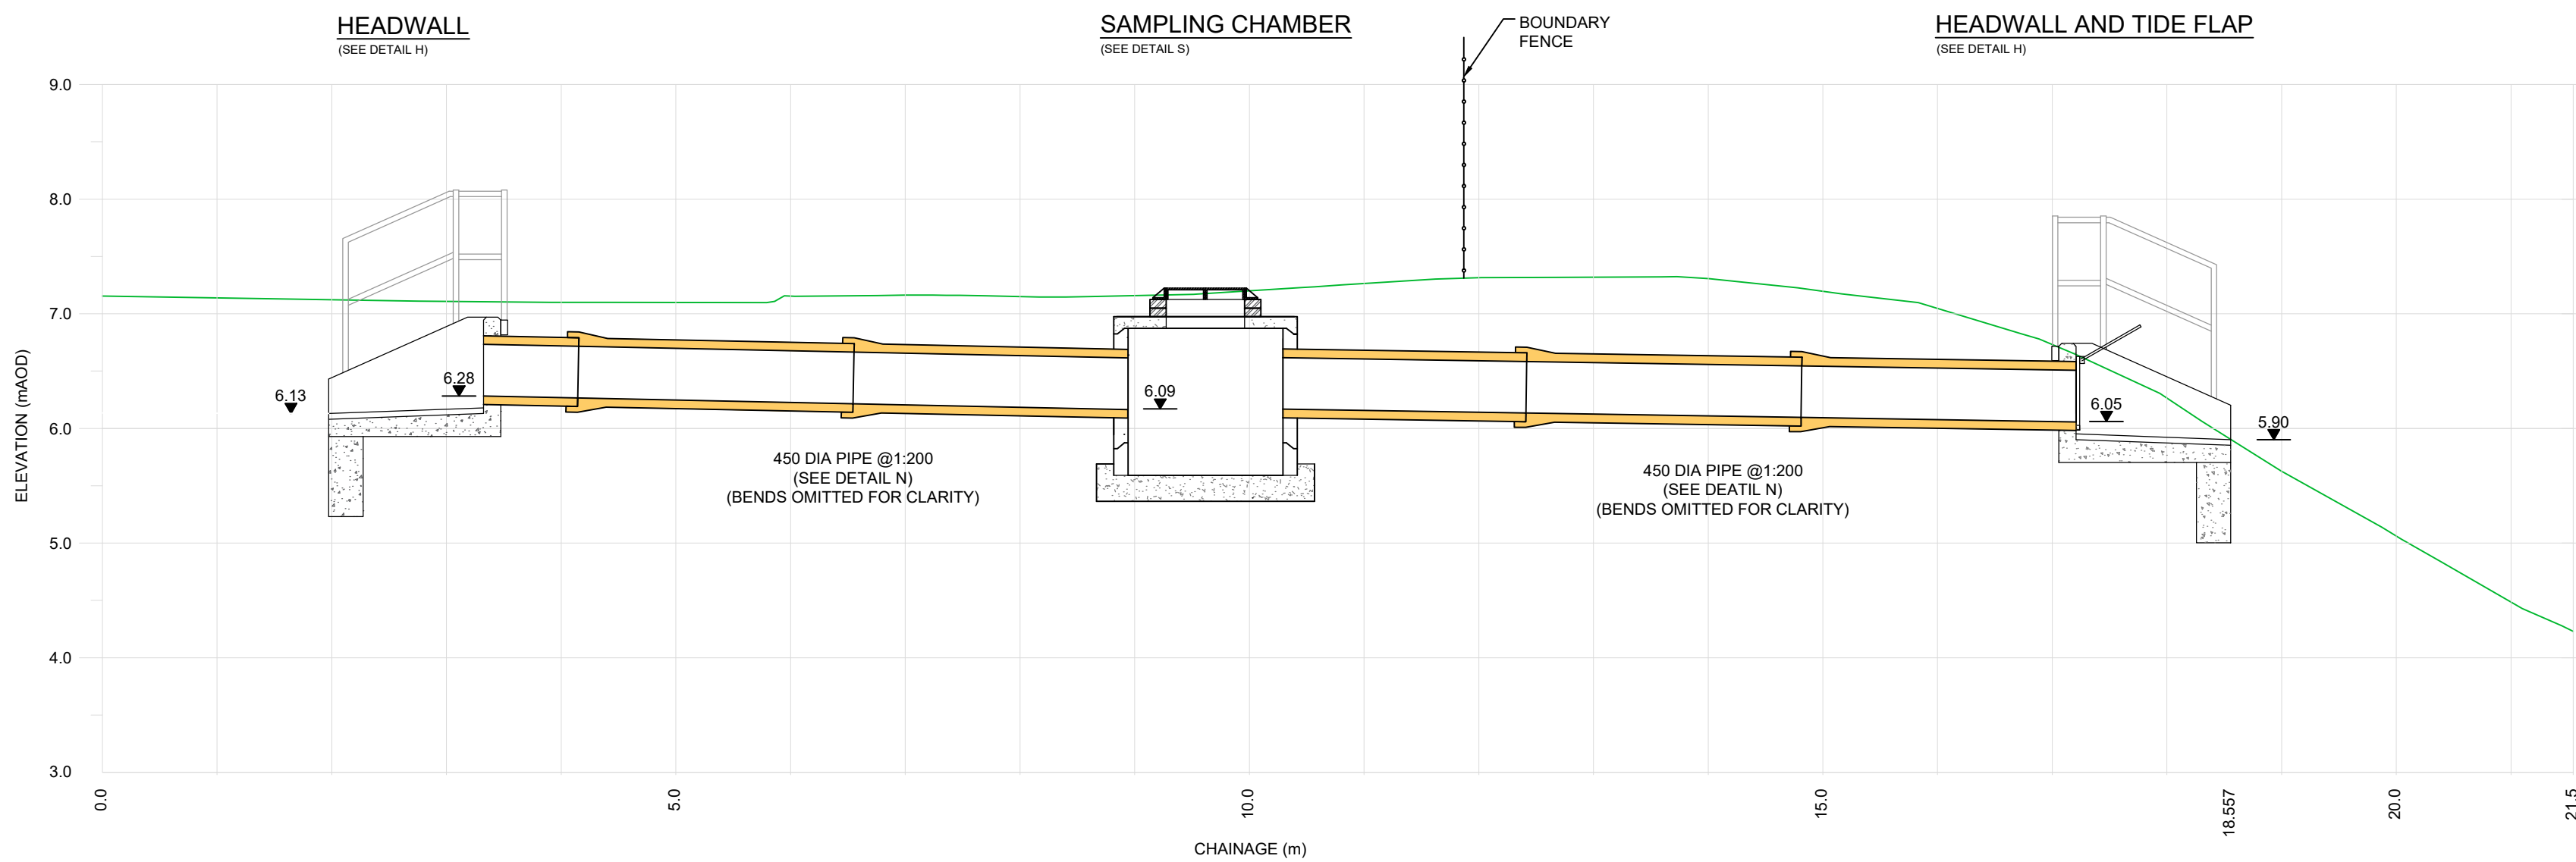 HEADWALL
(SEE DETAIL H)
SAMPLING CHAMBER
(SEE DETAIL S)
BOUNDARY
FENCE
HEADWALL AND TIDE FLAP
(SEE DETAIL H)
9.0
8.0
7.0
6.0
5.0
4.0
3.0
ELEVATION (mAOD)
6.13
6.28
6.09
6.05
5.90
450 DIA PIPE @1:200
(SEE DETAIL N)
(BENDS OMITTED FOR CLARITY)
450 DIA PIPE @1:200
(SEE DEATIL N)
(BENDS OMITTED FOR CLARITY)
0.0
5.0
10.0
15.0
18.557
20.0
21.5
CHAINAGE (m)